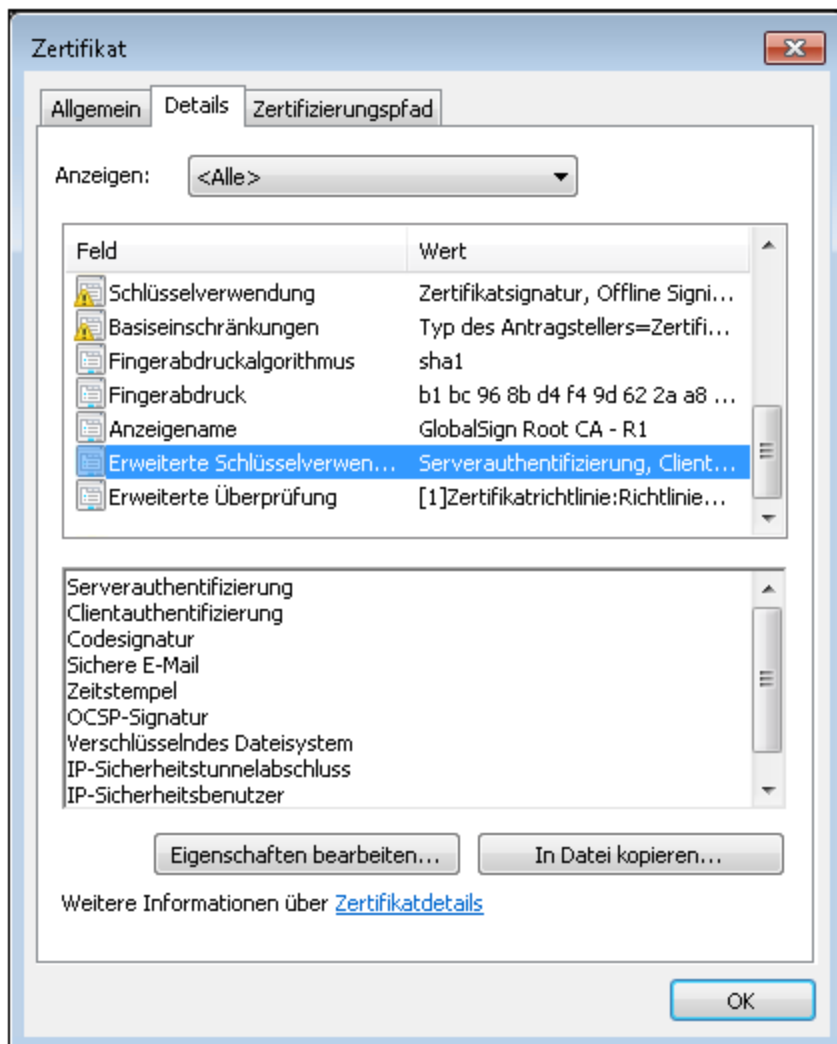 Zertifikat
Allgemein Details Zertifizierungspfad
Anzeigen: <Alle>
Feld Wert
Schlüsselverwendung Zertifikatsignatur, Offline Signi...
Basiseinschränkungen Typ des Antragstellers=Zertifi...
Fingerabdruckalgorithmus sha1
Fingerabdruck b1 bc 96 8b d4 f4 9d 62 2a a8 ...
Anzeigename GlobalSign Root CA - R1
Erweiterte Schlüsselverwen... Serverauthentifizierung, Client...
Erweiterte Überprüfung [1]Zertifikatrichtlinie:Richtlinie...
Serverauthentifizierung
Clientauthentifizierung
Codesignatur
Sichere E-Mail
Zeitstempel
OCSP-Signatur
Verschlüsselndes Dateisystem
IP-Sicherheitstunnelabschluss
IP-Sicherheitsbenutzer
Eigenschaften bearbeiten... In Datei kopieren...
Weitere Informationen über Zertifikatdetails
OK